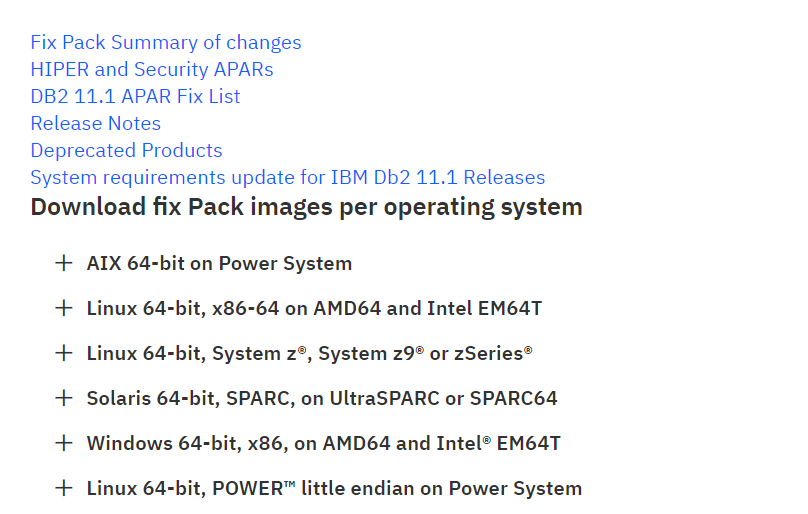 Fix Pack Summary of changes
HIPER and Security APARs
DB2 11.1 APAR Fix List
Release Notes
Deprecated Products
System requirements update for IBM Db2 11.1 Releases
Download fix Pack images per operating system
+ AIX 64-bit on Power System
+ Linux 64-bit, x86-64 on AMD64 and Intel EM64T
+ Linux 64-bit, System z®, System z9® or zSeries®
+ Solaris 64-bit, SPARC, on UltraSPARC or SPARC64
+ Windows 64-bit, x86, on AMD64 and Intel® EM64T
+ Linux 64-bit, POWER™ little endian on Power System